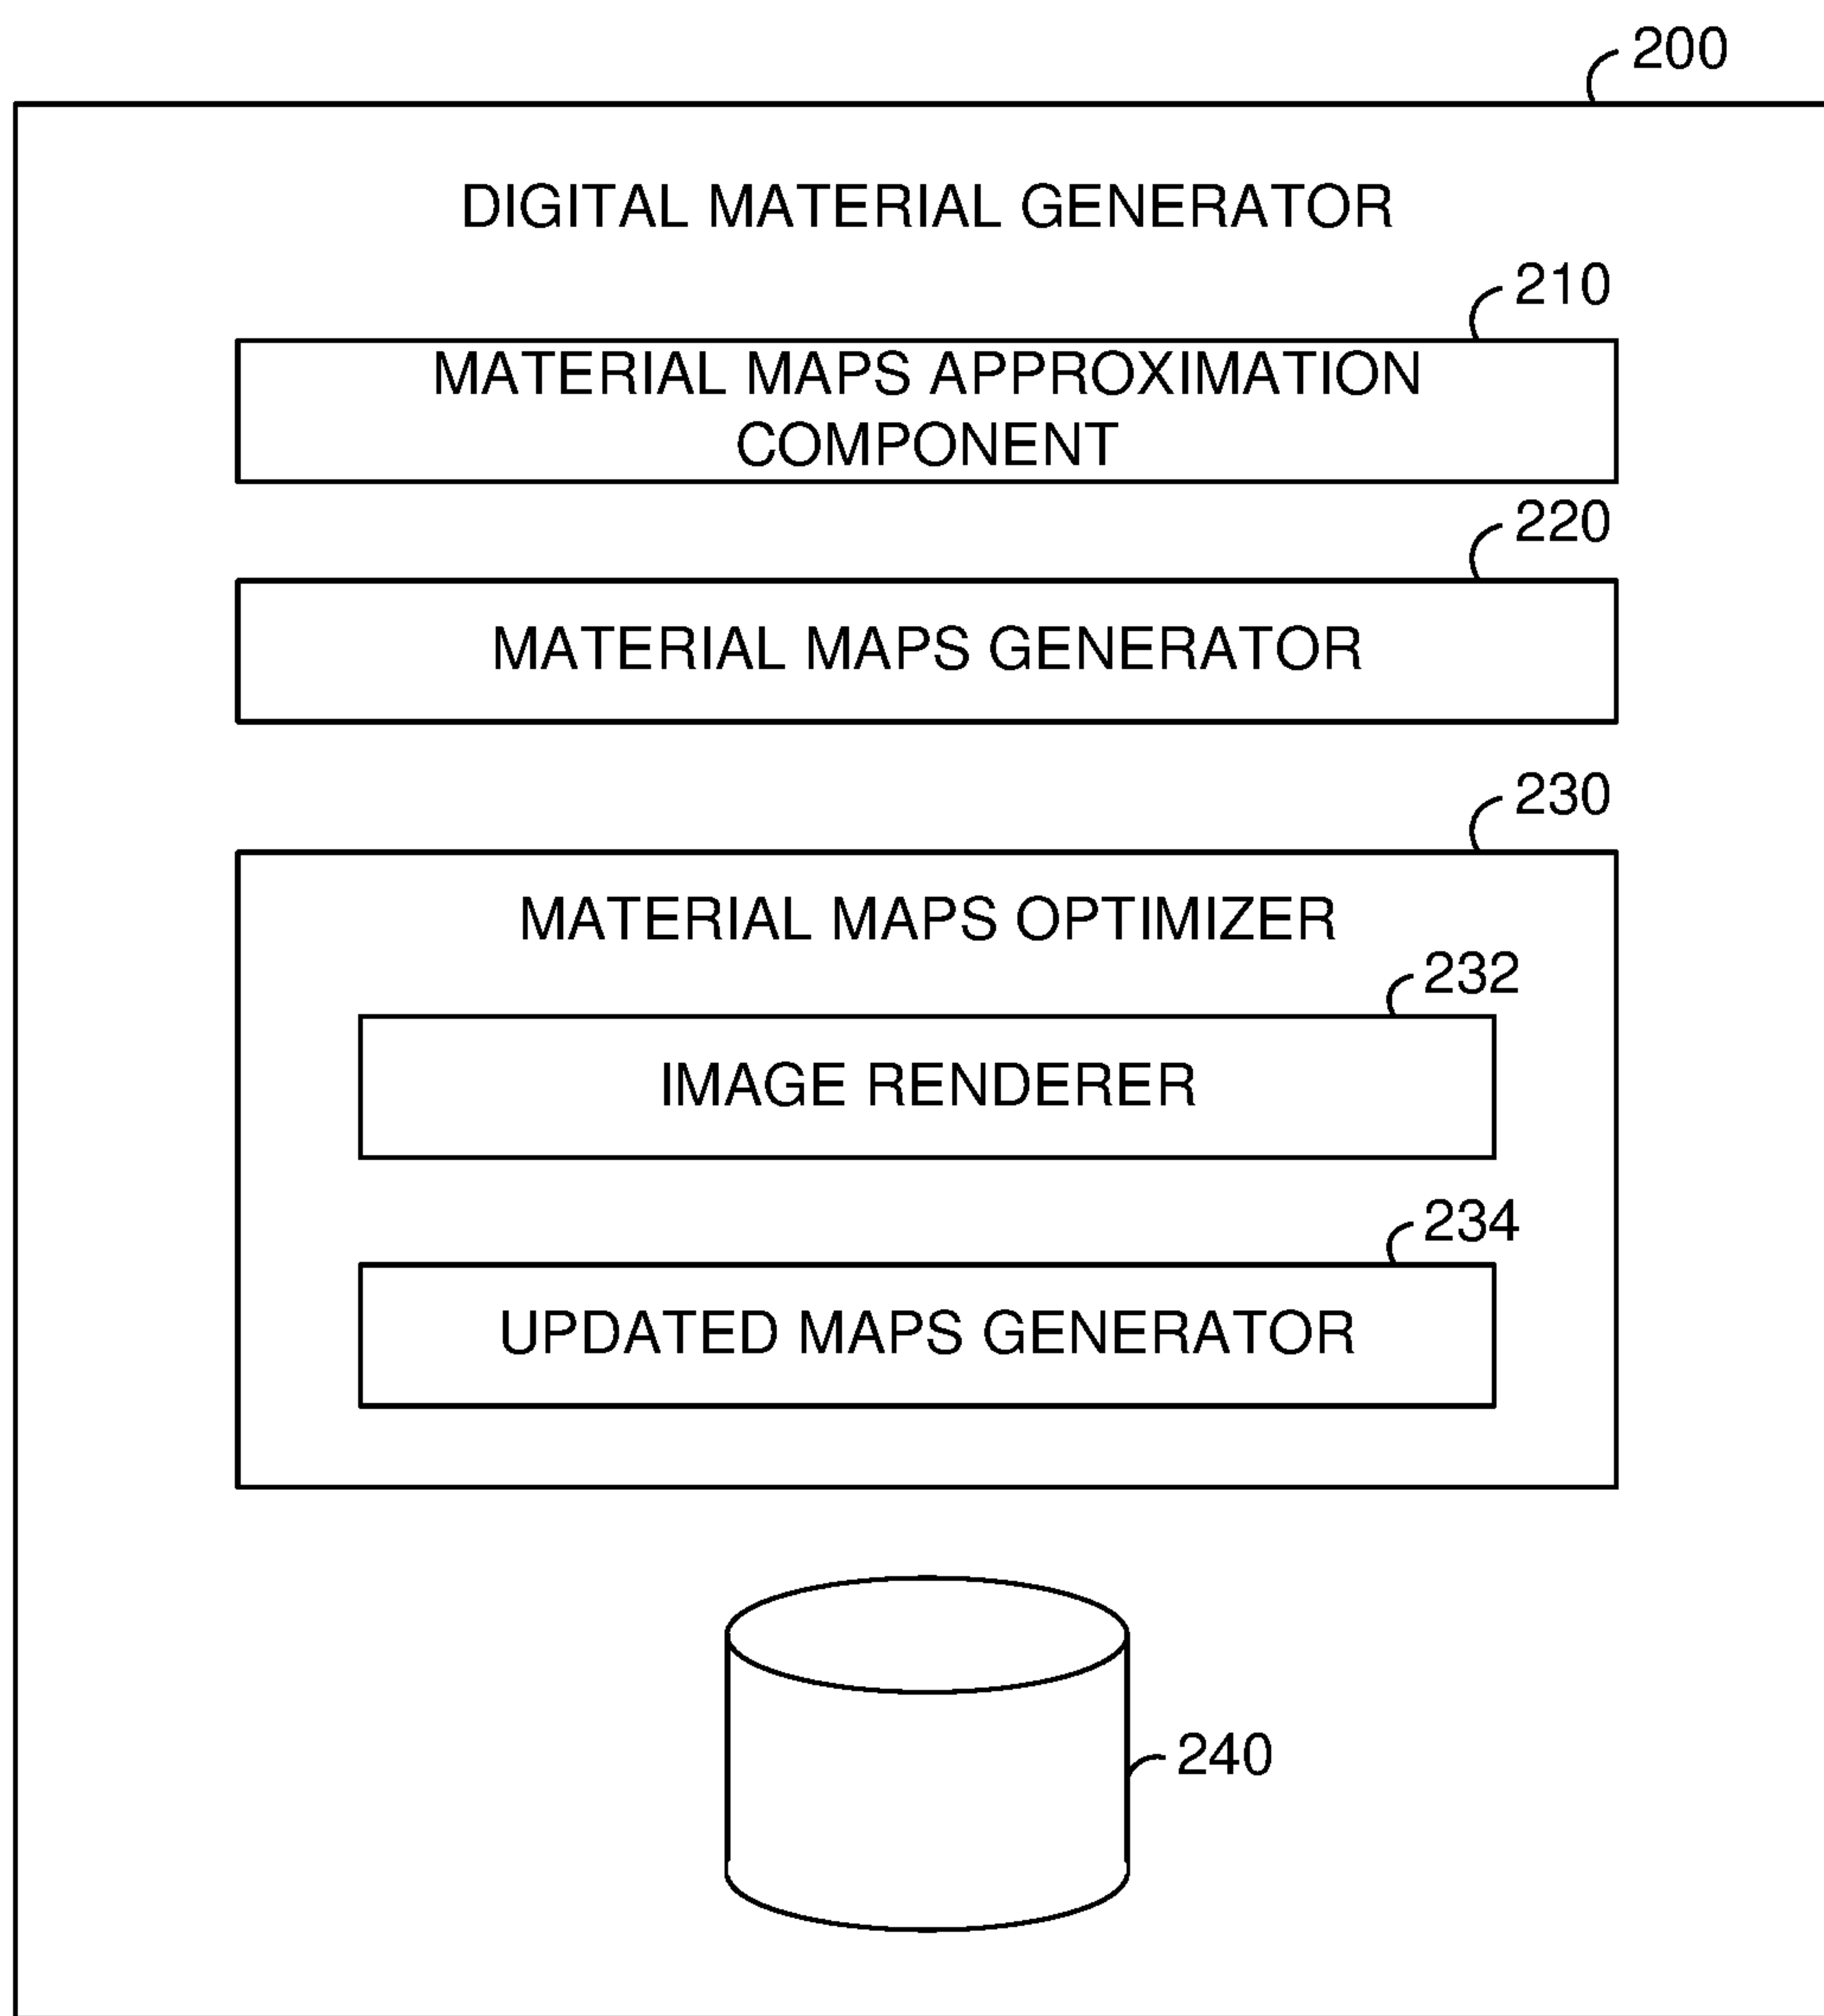 200
DIGITAL MATERIAL GENERATOR
210
MATERIAL MAPS APPROXIMATION
COMPONENT
220
MATERIAL MAPS GENERATOR
230
MATERIAL MAPS OPTIMIZER
232
IMAGE RENDERER
234
UPDATED MAPS GENERATOR
240